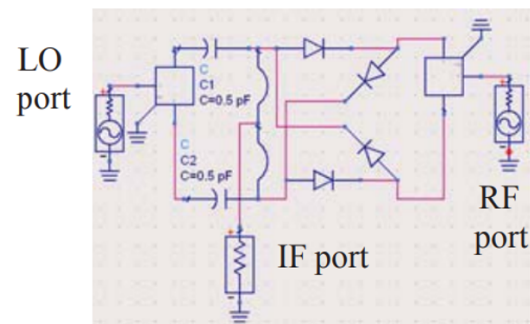 LO
port
C
C1
C=0.5 pF
C
C2
C=0.5 pF
IF port
RF
port